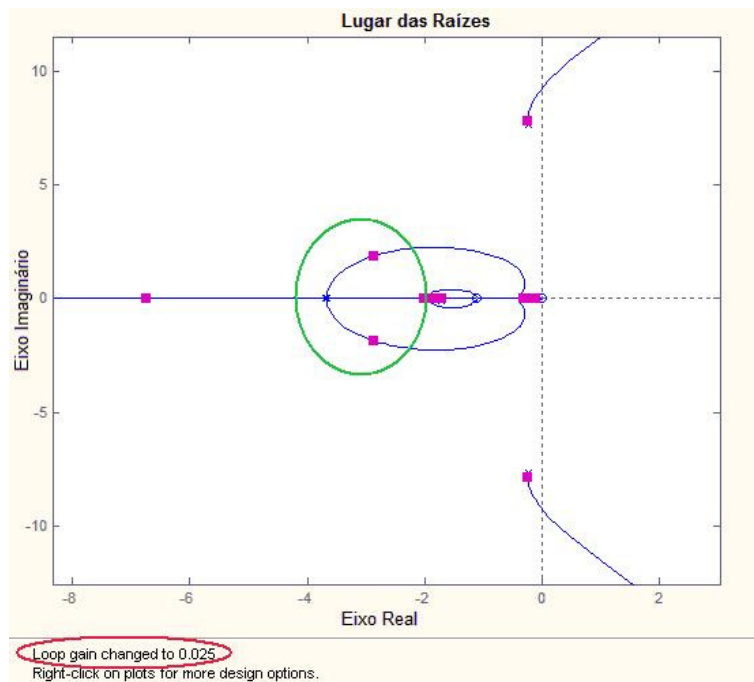 Lugar das Raízes
Eixo Imaginário
10
5
0
-5
-10
-8
-6
-4
-2
0
2
Eixo Real
Loop gain changed to 0.025
Right-click on plots for more design options.